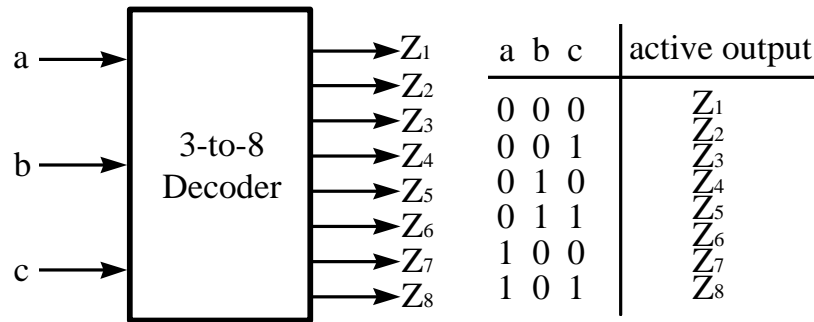 a
b
c
3-to-8
Decoder
Z1
Z2
Z3
Z4
Z5
Z6
Z7
Z8
a b c active output
0 0 0
0 0 1
0 1 0
0 1 1
1 0 0
1 0 1
Z1
Z2
Z3
Z4
Z5
Z6
Z7
Z8